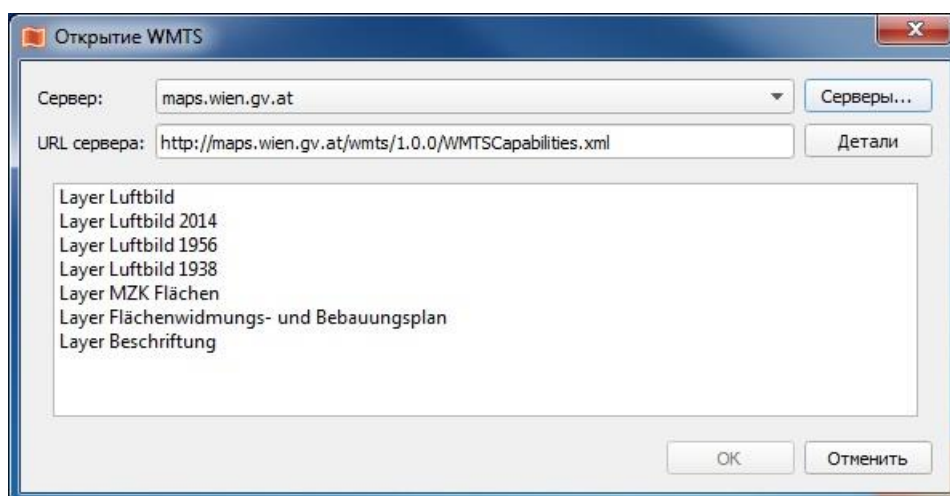 Открытие WMTS
Сервер: maps.wien.gv.at Серверы...
URL сервера: http://maps.wien.gv.at/wmts/1.0.0/WMTSCapabilities.xml Детали
Layer Luftbild
Layer Luftbild 2014
Layer Luftbild 1956
Layer Luftbild 1938
Layer MZK Flächen
Layer Flächenwidmungs- und Bebauungsplan
Layer Beschriftung
OK Отменить